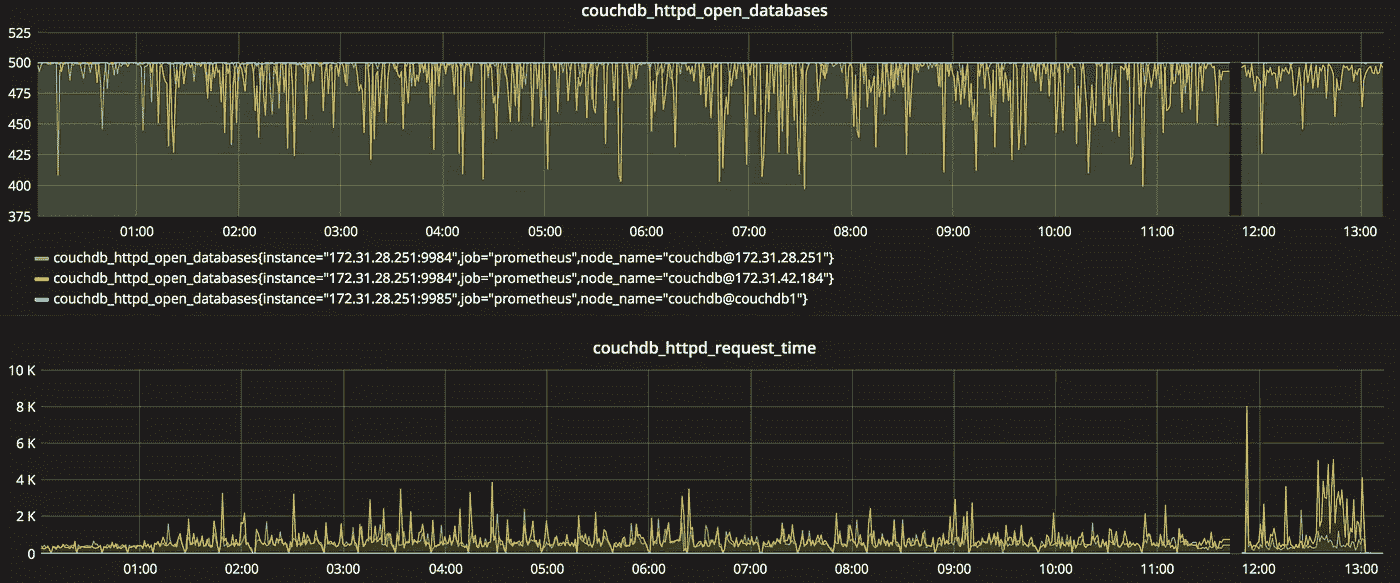 couchdb_httpd_open_databases
525
500
475
450
425
400
375
01:00 02:00 03:00 04:00 05:00 06:00 07:00 08:00 09:00 10:00 11:00 12:00 13:00
couchdb_httpd_open_databases{instance="172.31.28.251:9984",job="prometheus",node_name="couchdb@172.31.28.251"}
couchdb_httpd_open_databases{instance="172.31.28.251:9984",job="prometheus",node_name="couchdb@172.31.42.184"}
couchdb_httpd_open_databases{instance="172.31.28.251:9985",job="prometheus",node_name="couchdb@couchdb1"}
couchdb_httpd_request_time
10 K
8 K
6 K
4 K
2 K
0
01:00 02:00 03:00 04:00 05:00 06:00 07:00 08:00 09:00 10:00 11:00 12:00 13:00